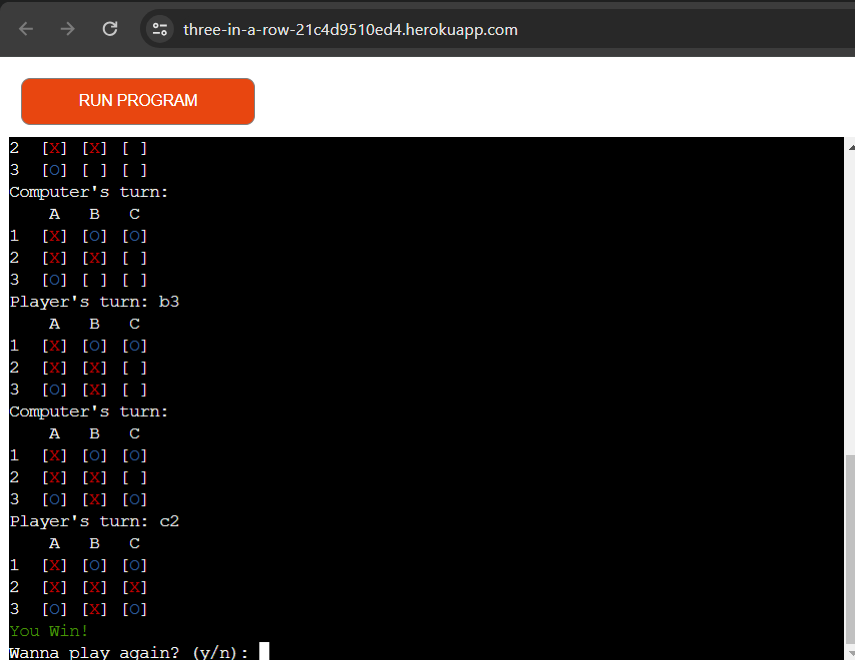 three-in-a-row-21c4d9510ed4.herokuapp.com
RUN PROGRAM
2  [X] [X] [ ]
3  [O] [ ] [ ]
Computer's turn:
    A   B   C
1  [X] [O] [O]
2  [X] [X] [ ]
3  [O] [ ] [ ]
Player's turn: b3
    A   B   C
1  [X] [O] [O]
2  [X] [X] [ ]
3  [O] [X] [ ]
Computer's turn:
    A   B   C
1  [X] [O] [O]
2  [X] [X] [ ]
3  [O] [X] [O]
Player's turn: c2
    A   B   C
1  [X] [O] [O]
2  [X] [X] [X]
3  [O] [X] [O]
You Win!
Wanna play again? (y/n):